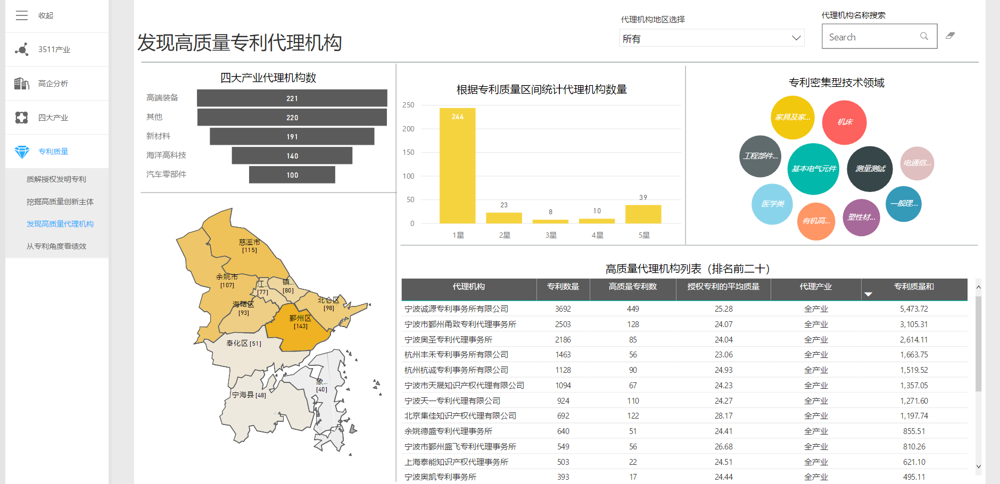 收起
3511产业
高企分析
四大产业
专利质量
质解授权发明专利
挖掘高质量创新主体
发现高质量代理机构
从专利角度看绩效
发现高质量专利代理机构
代理机构地区选择
所有
代理机构名称搜索
Search
四大产业代理机构数
高端装备 221
其他 220
新材料 191
海洋高科技 140
汽车零部件 100
慈溪市
[115]
余姚市
[107]
江...
[77]
镇...
[80]
海曙区
[93]
北仑区
[98]
鄞州区
[143]
奉化区 [51]
象...
[40]
宁海县 [48]
根据专利质量区间统计代理机构数量
250
200
150
100
50
0
244
23
8
10
39
1星 2星 3星 4星 5星
专利密集型技术领域
家具及家...
机床
工程部件...
基本电气元件
测量测试
电通信...
医学类
有机高...
塑性材...
一般理...
高质量代理机构列表（排名前二十）
代理机构 专利数量 高质量专利数 授权专利的平均质量 代理产业 专利质量和
宁波诚源专利事务所有限公司 3692 449 25.28 全产业 5,473.72
宁波市鄞州甬致专利代理事务所 2503 128 24.07 全产业 3,105.31
宁波奥圣专利代理事务所 2186 85 24.04 全产业 2,614.11
杭州丰禾专利事务所有限公司 1463 56 23.06 全产业 1,663.75
杭州杭诚专利事务所有限公司 1128 90 24.93 全产业 1,519.52
宁波市天晟知识产权代理有限公司 1094 67 24.23 全产业 1,357.05
宁波天一专利代理有限公司 924 110 24.27 全产业 1,271.60
北京集佳知识产权代理有限公司 692 122 28.17 全产业 1,197.74
余姚德盛专利代理事务所 640 51 24.41 全产业 855.51
宁波市鄞州盛飞专利代理事务所 549 56 26.68 全产业 810.26
上海泰能知识产权代理事务所 503 22 24.51 全产业 621.10
宁波奥凯专利事务所 393 17 24.44 全产业 495.11